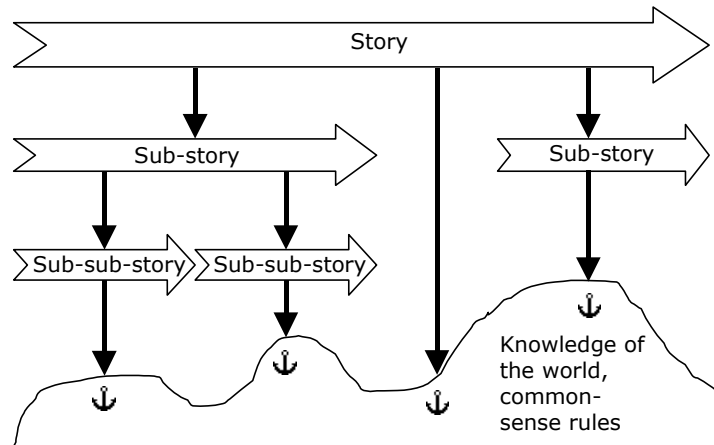 Story
Sub-story
Sub-story
Sub-sub-story
Sub-sub-story
Knowledge of
the world,
common-
sense rules